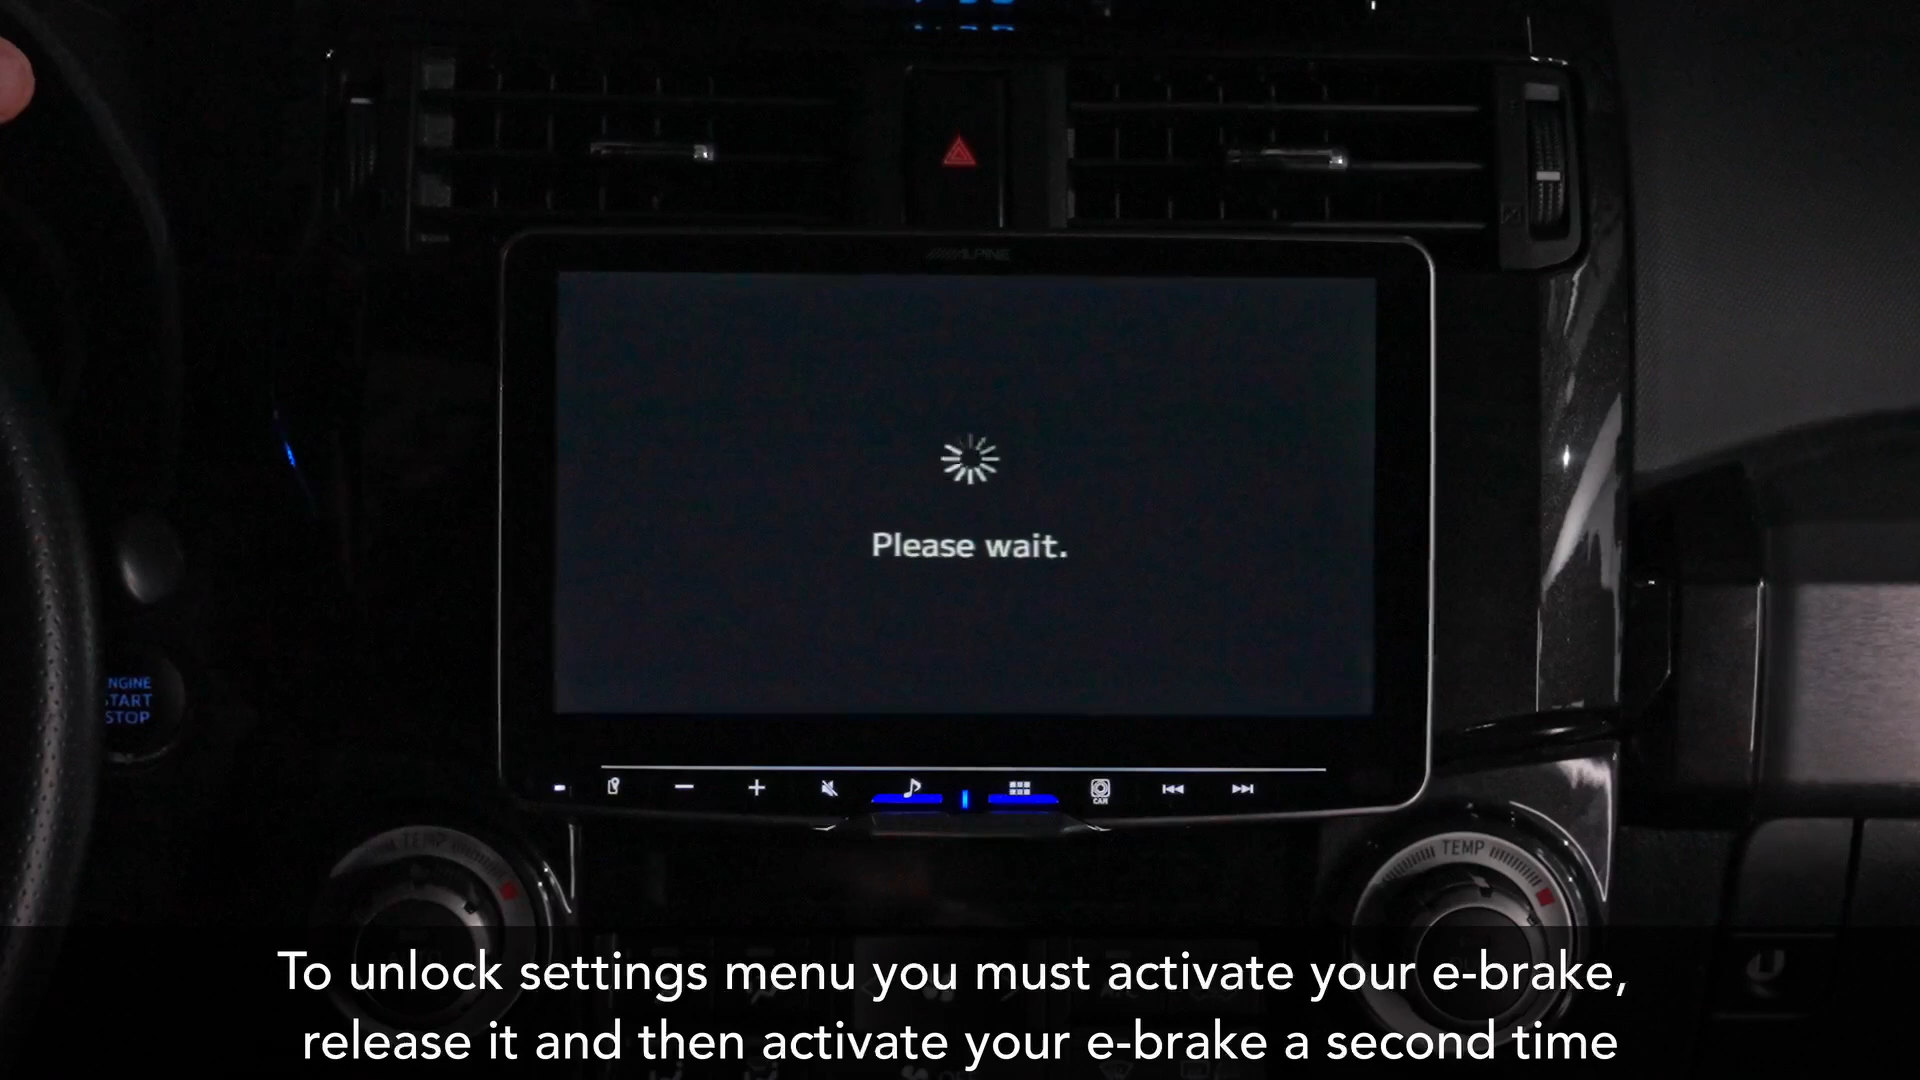 ALPINE
Please wait.
ENGINE
START
STOP
CAM
TEMP
TEMP
To unlock settings menu you must activate your e-brake,
release it and then activate your e-brake a second time